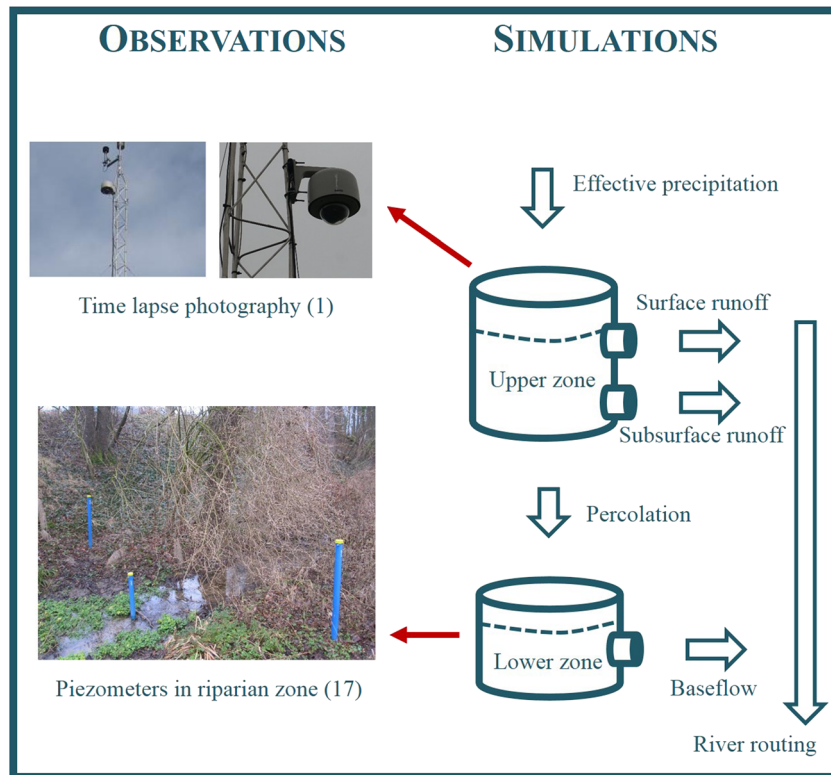 OBSERVATIONS
SIMULATIONS
Time lapse photography (1)
Effective precipitation
Surface runoff
Upper zone
Subsurface runoff
Percolation
Piezometers in riparian zone (17)
Lower zone
Baseflow
River routing